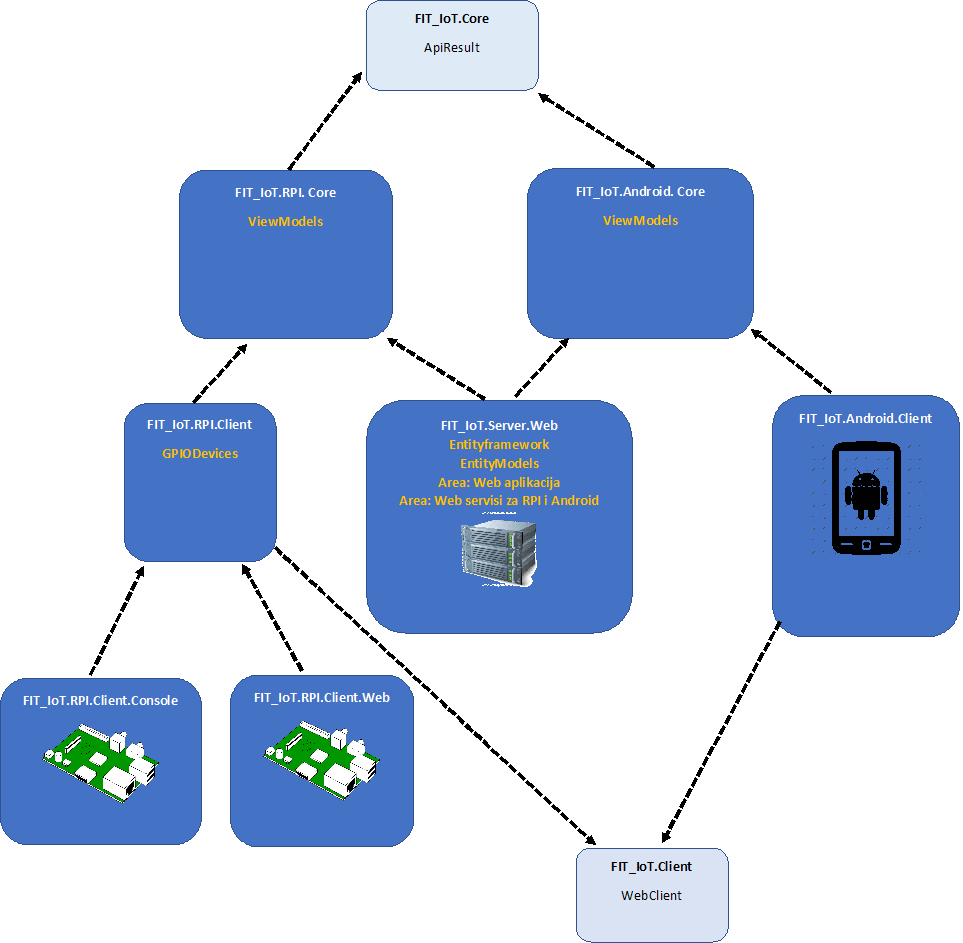 FIT_IoT.Core
ApiResult
FIT_IoT.RPI. Core
ViewModels
FIT_IoT.Android. Core
ViewModels
FIT_IoT.RPI.Client
GPIODevices
FIT_IoT.Server.Web
Entityframework
EntityModels
Area: Web aplikacija
Area: Web servisi za RPI i Android
FIT_IoT.Android.Client
FIT_IoT.RPI.Client.Console
FIT_IoT.RPI.Client.Web
FIT_IoT.Client
WebClient